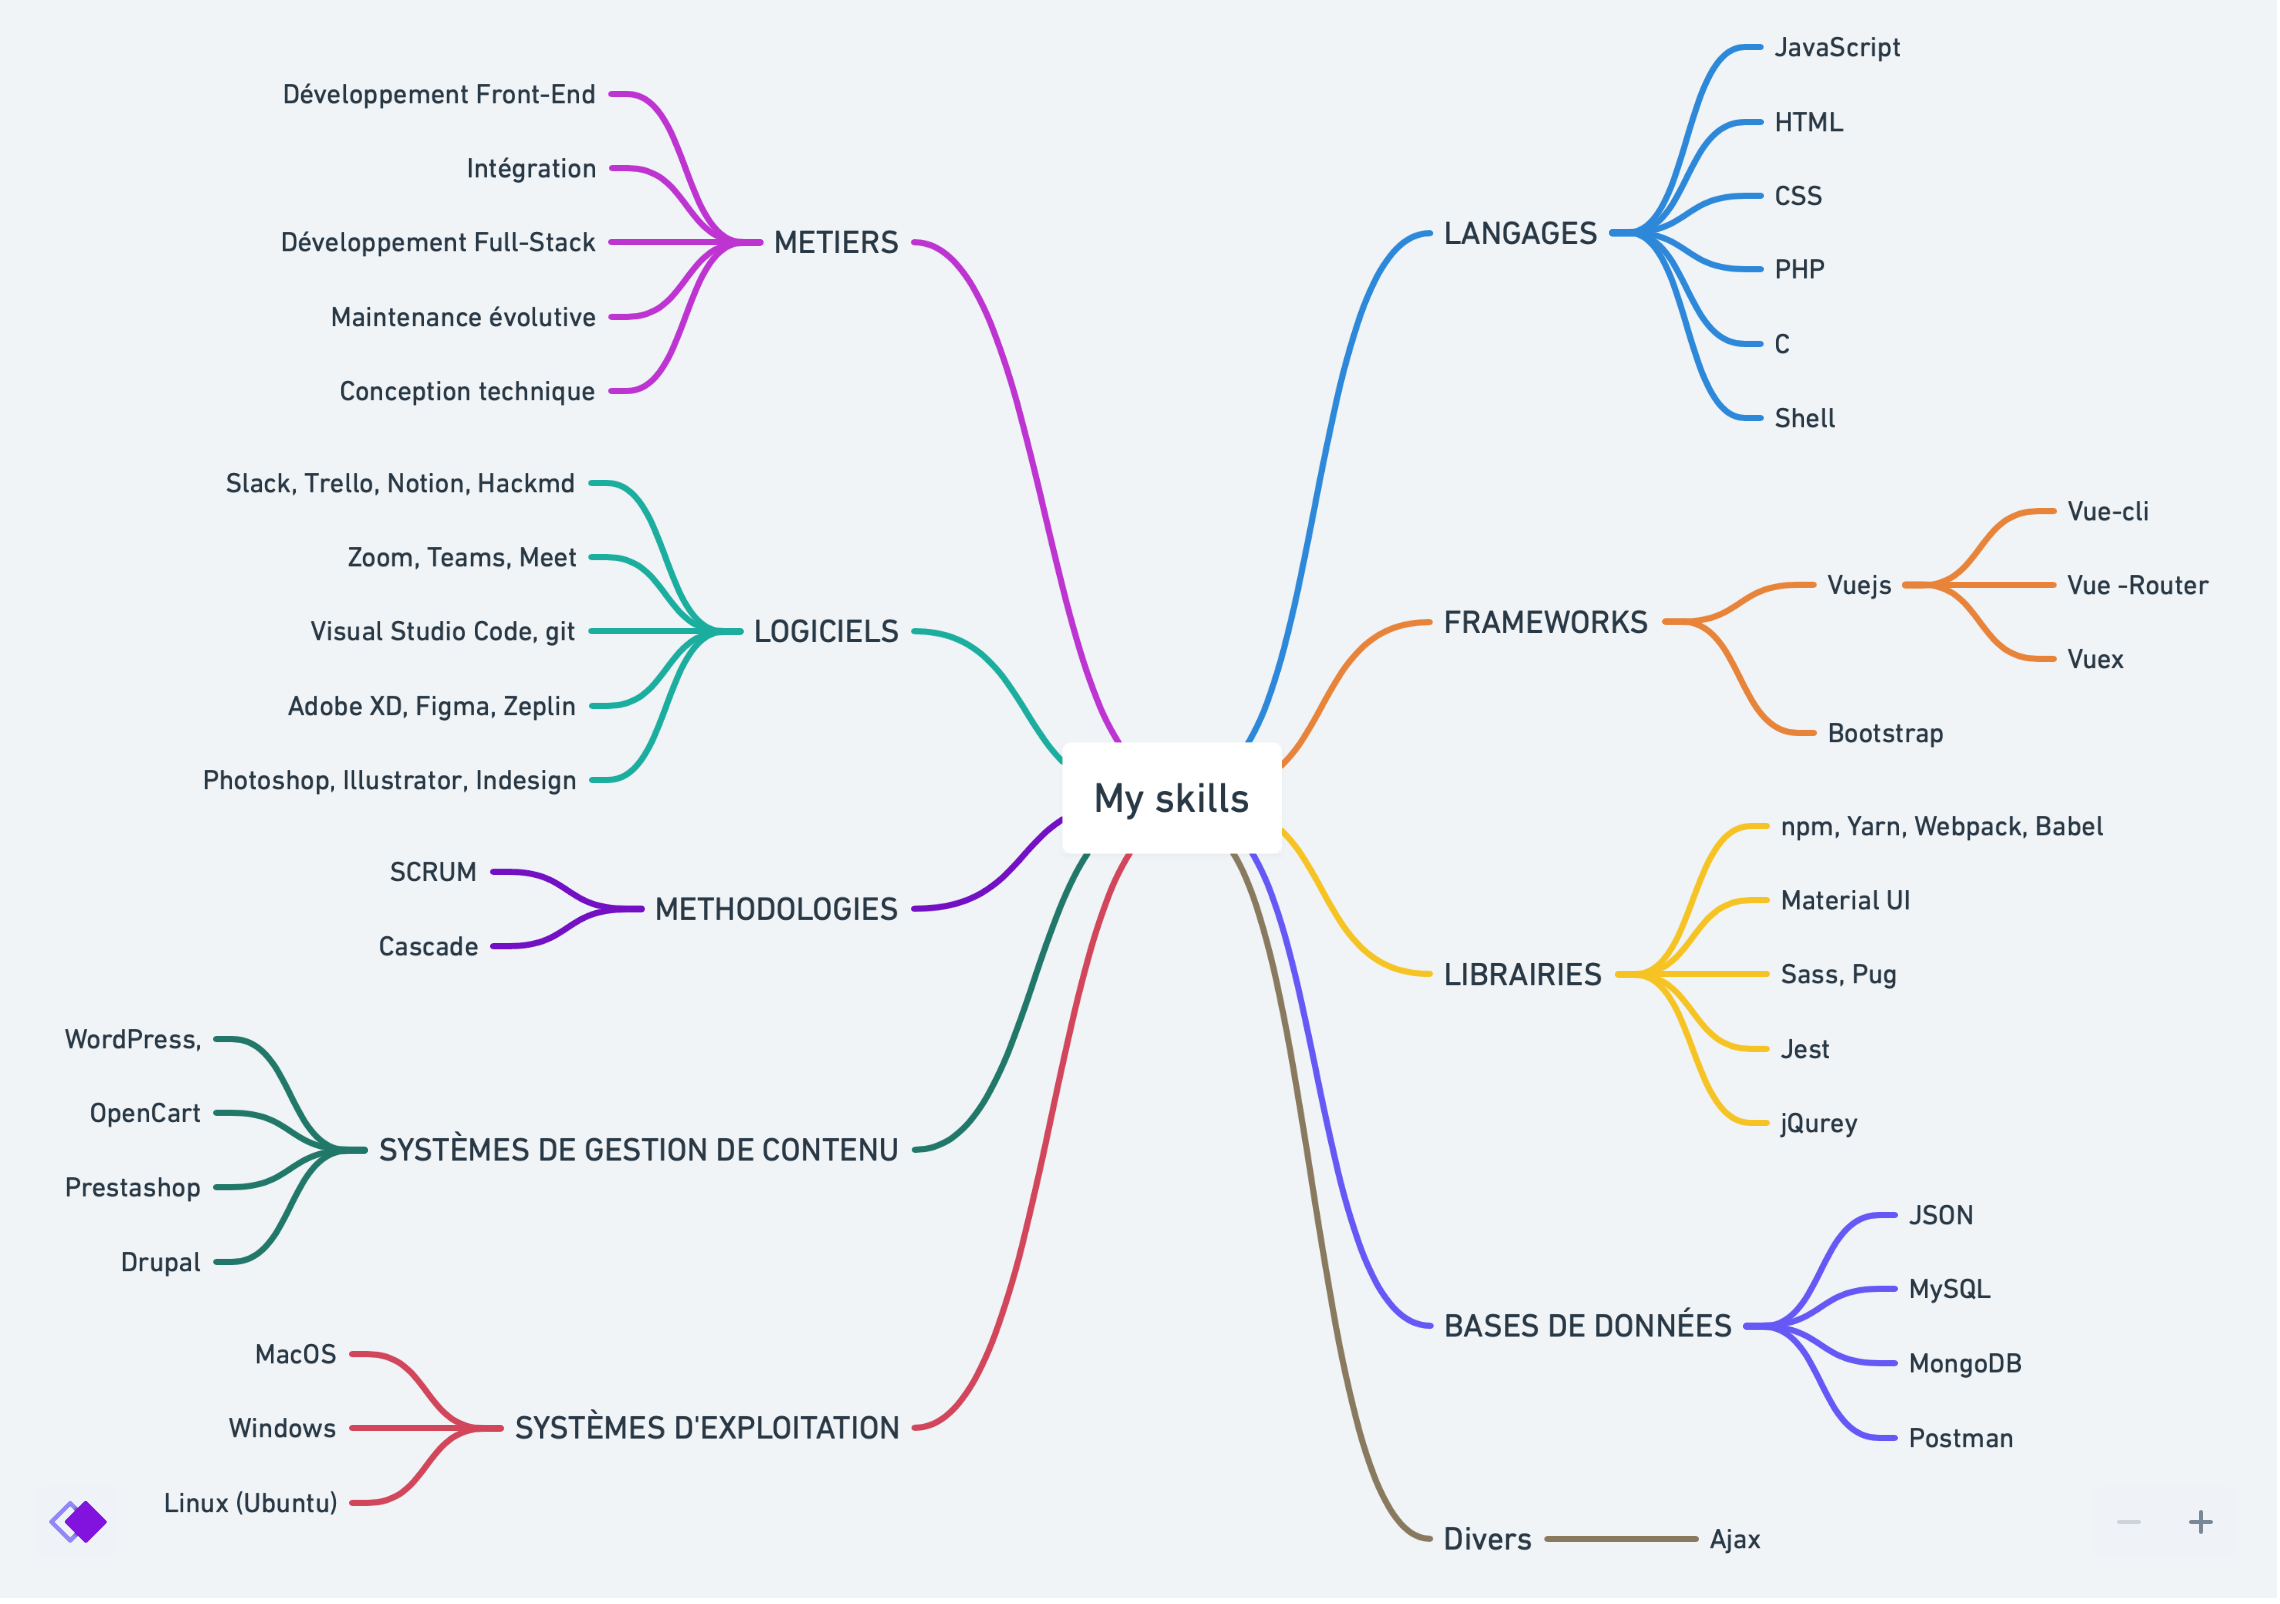 My skills
METIERS
Développement Front-End
Intégration
Développement Full-Stack
Maintenance évolutive
Conception technique
LOGICIELS
Slack, Trello, Notion, Hackmd
Zoom, Teams, Meet
Visual Studio Code, git
Adobe XD, Figma, Zeplin
Photoshop, Illustrator, Indesign
METHODOLOGIES
SCRUM
Cascade
SYSTÈMES DE GESTION DE CONTENU
WordPress,
OpenCart
Prestashop
Drupal
SYSTÈMES D'EXPLOITATION
MacOS
Windows
Linux (Ubuntu)
LANGAGES
JavaScript
HTML
CSS
PHP
C
Shell
FRAMEWORKS
Vuejs
Vue-cli
Vue -Router
Vuex
Bootstrap
LIBRAIRIES
npm, Yarn, Webpack, Babel
Material UI
Sass, Pug
Jest
jQurey
BASES DE DONNÉES
JSON
MySQL
MongoDB
Postman
Divers
Ajax